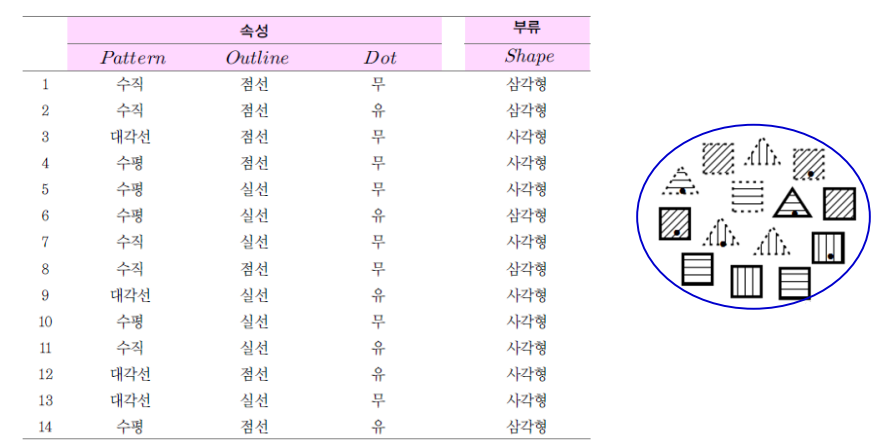 속성 부류
Pattern Outline Dot Shape
1 수직 점선 무 삼각형
2 수직 점선 유 삼각형
3 대각선 점선 무 사각형
4 수평 점선 무 사각형
5 수평 실선 무 사각형
6 수평 실선 유 삼각형
7 수직 실선 무 사각형
8 수직 점선 무 삼각형
9 대각선 실선 유 사각형
10 수평 실선 무 사각형
11 수직 실선 유 사각형
12 대각선 점선 유 사각형
13 대각선 실선 무 사각형
14 수평 점선 유 삼각형